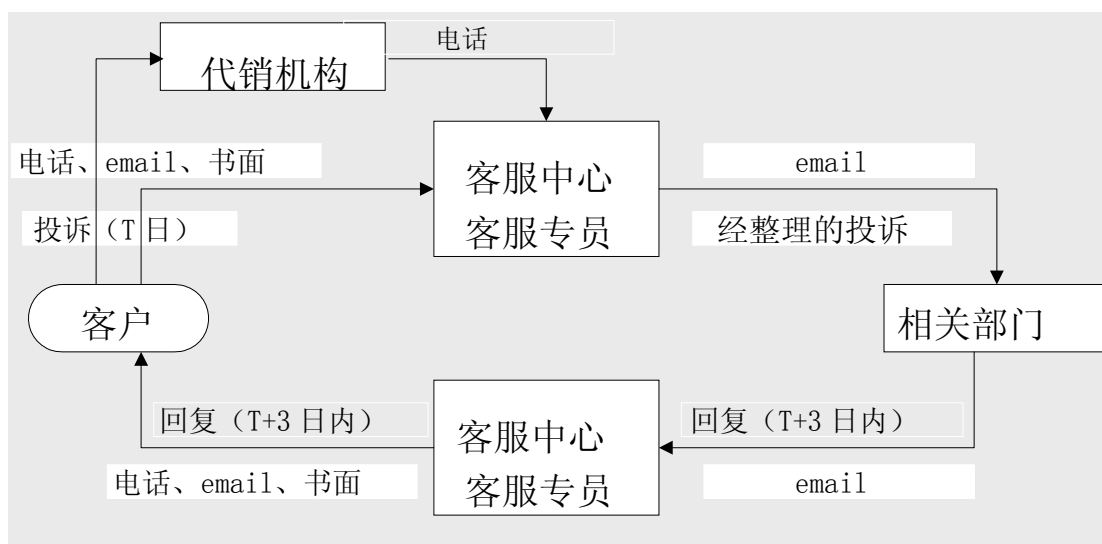 电话
代销机构
电话、email、书面
客服中心
客服专员
email
投诉（T 日）
经整理的投诉
客户
相关部门
回复（T+3 日内）
客服中心
客服专员
回复（T+3 日内）
电话、email、书面
email